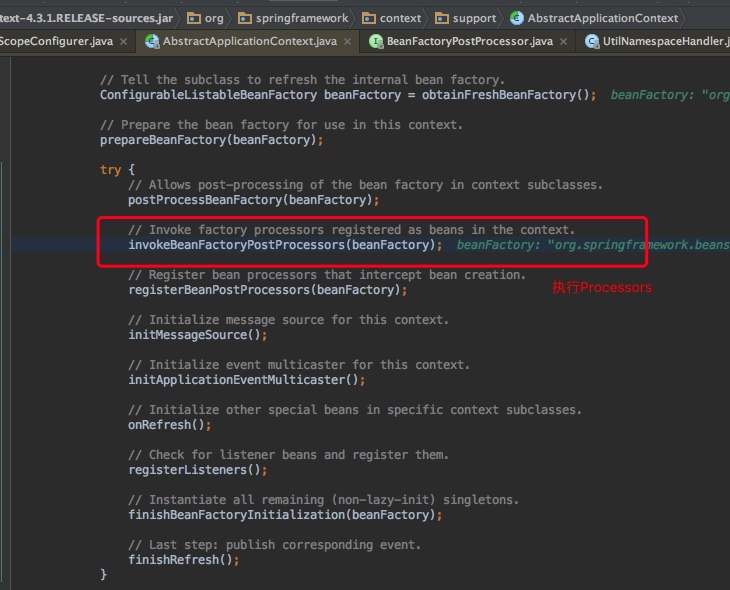 text-4.3.1.RELEASE-sources.jar org springframework context support AbstractApplicationContext
ScopeConfigurer.java AbstractApplicationContext.java BeanFactoryPostProcessor.java UtilNamespaceHandler.j
// Tell the subclass to refresh the internal bean factory.
ConfigurableListableBeanFactory beanFactory = obtainFreshBeanFactory(); beanFactory: "org
// Prepare the bean factory for use in this context.
prepareBeanFactory(beanFactory);
try {
// Allows post-processing of the bean factory in context subclasses.
postProcessBeanFactory(beanFactory);
// Invoke factory processors registered as beans in the context.
invokeBeanFactoryPostProcessors(beanFactory); beanFactory: "org.springframework.beans
// Register bean processors that intercept bean creation.
registerBeanPostProcessors(beanFactory);
执行Processors
// Initialize message source for this context.
initMessageSource();
// Initialize event multicaster for this context.
initApplicationEventMulticaster();
// Initialize other special beans in specific context subclasses.
onRefresh();
// Check for listener beans and register them.
registerListeners();
// Instantiate all remaining (non-lazy-init) singletons.
finishBeanFactoryInitialization(beanFactory);
// Last step: publish corresponding event.
finishRefresh();
}